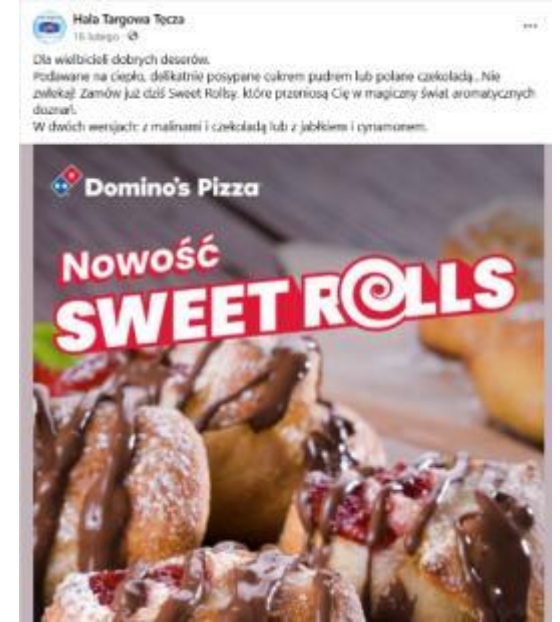 Hala Targowa Tęcza
16 lutego
Dla wielbicieli dobrych deserów.
Podawane na ciepło, delikatnie posypane cukrem pudrem lub polane czekoladą...Nie
zwlekaj! Zamów już dziś Sweet Rollsy, które przeniosą Cię w magiczny świat aromatycznych
doznań.
W dwóch wersjach: z malinami i czekoladą lub z jabłkiem i cynamonem.
Domino's Pizza
Nowość
SWEET ROLLS